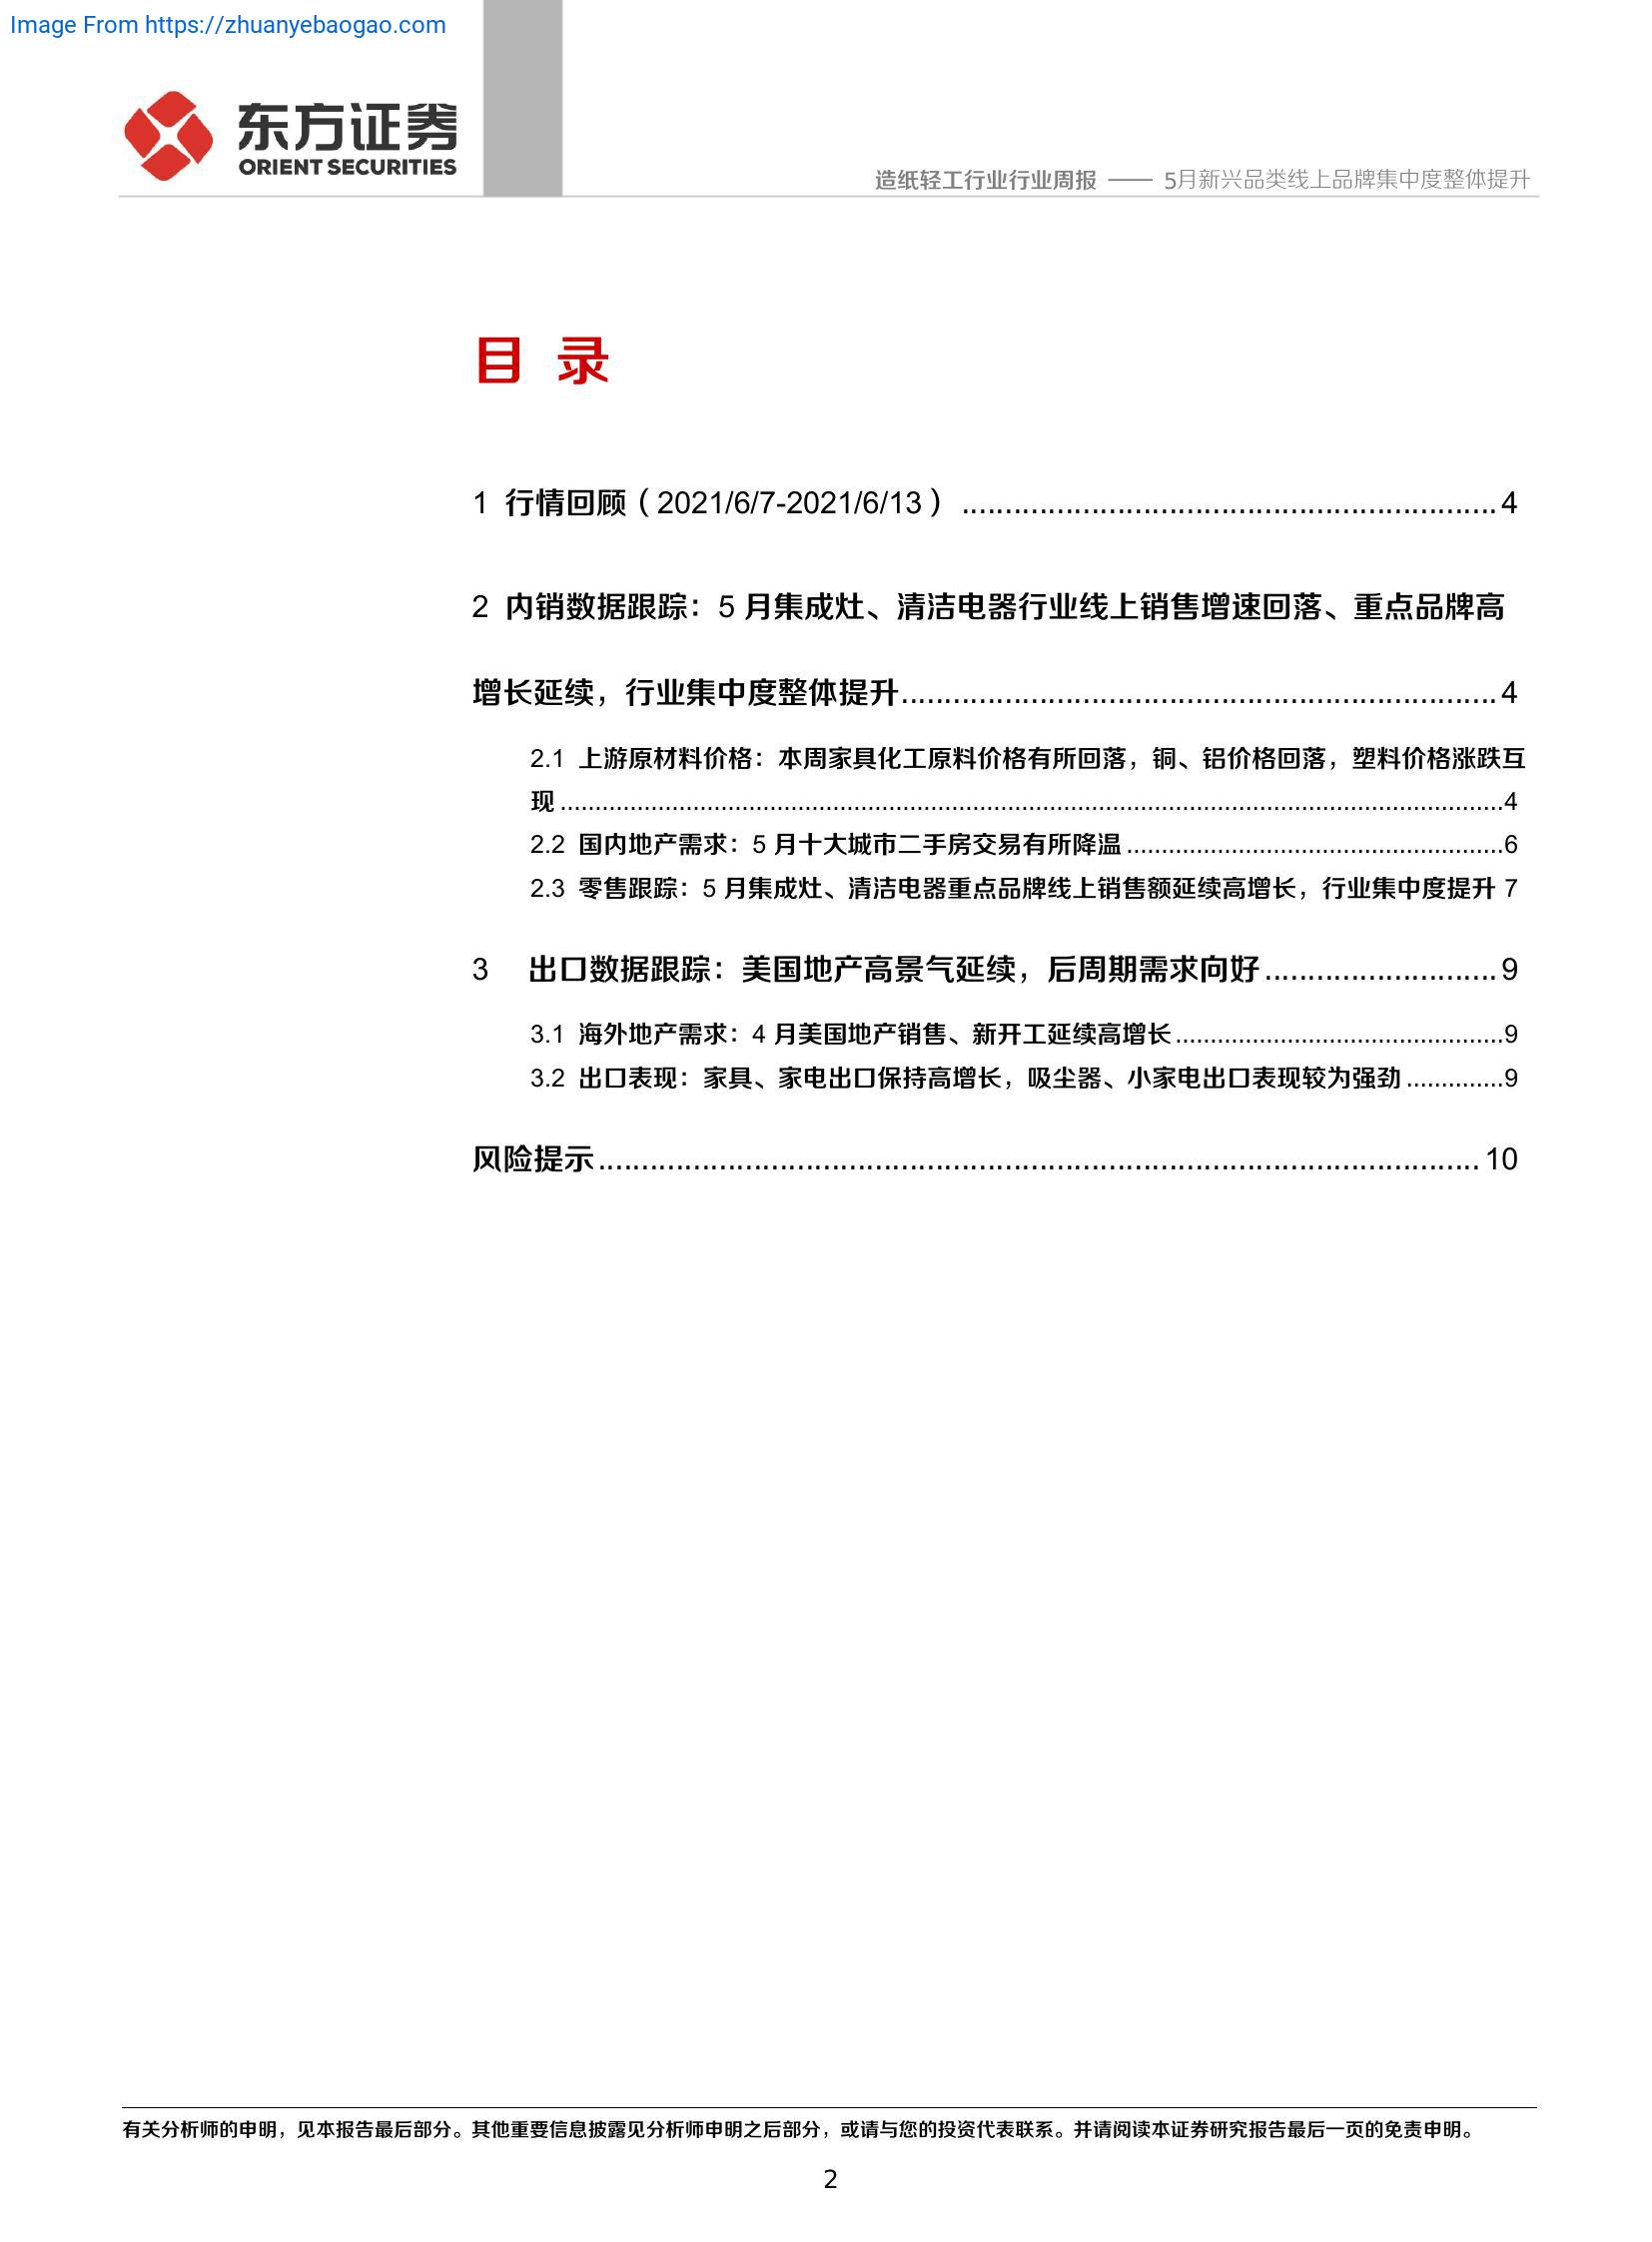 Image From https://zhuanyebaogao.com
东方证券
ORIENT SECURITIES
造纸轻工行业行业周报 —— 5月新兴品类线上品牌集中度整体提升
目 录
1 行情回顾（2021/6/7-2021/6/13）..............................................................4
2 内销数据跟踪：5 月集成灶、清洁电器行业线上销售增速回落、重点品牌高
增长延续，行业集中度整体提升.....................................................................4
2.1 上游原材料价格：本周家具化工原料价格有所回落，铜、铝价格回落，塑料价格涨跌互
现.......................................................................................................................................4
2.2 国内地产需求：5 月十大城市二手房交易有所降温......................................................6
2.3 零售跟踪：5 月集成灶、清洁电器重点品牌线上销售额延续高增长，行业集中度提升 7
3 出口数据跟踪：美国地产高景气延续，后周期需求向好...........................9
3.1 海外地产需求：4 月美国地产销售、新开工延续高增长...............................................9
3.2 出口表现：家具、家电出口保持高增长，吸尘器、小家电出口表现较为强劲..............9
风险提示......................................................................................................10
有关分析师的申明，见本报告最后部分。其他重要信息披露见分析师申明之后部分，或请与您的投资代表联系。并请阅读本证券研究报告最后一页的免责申明。
2